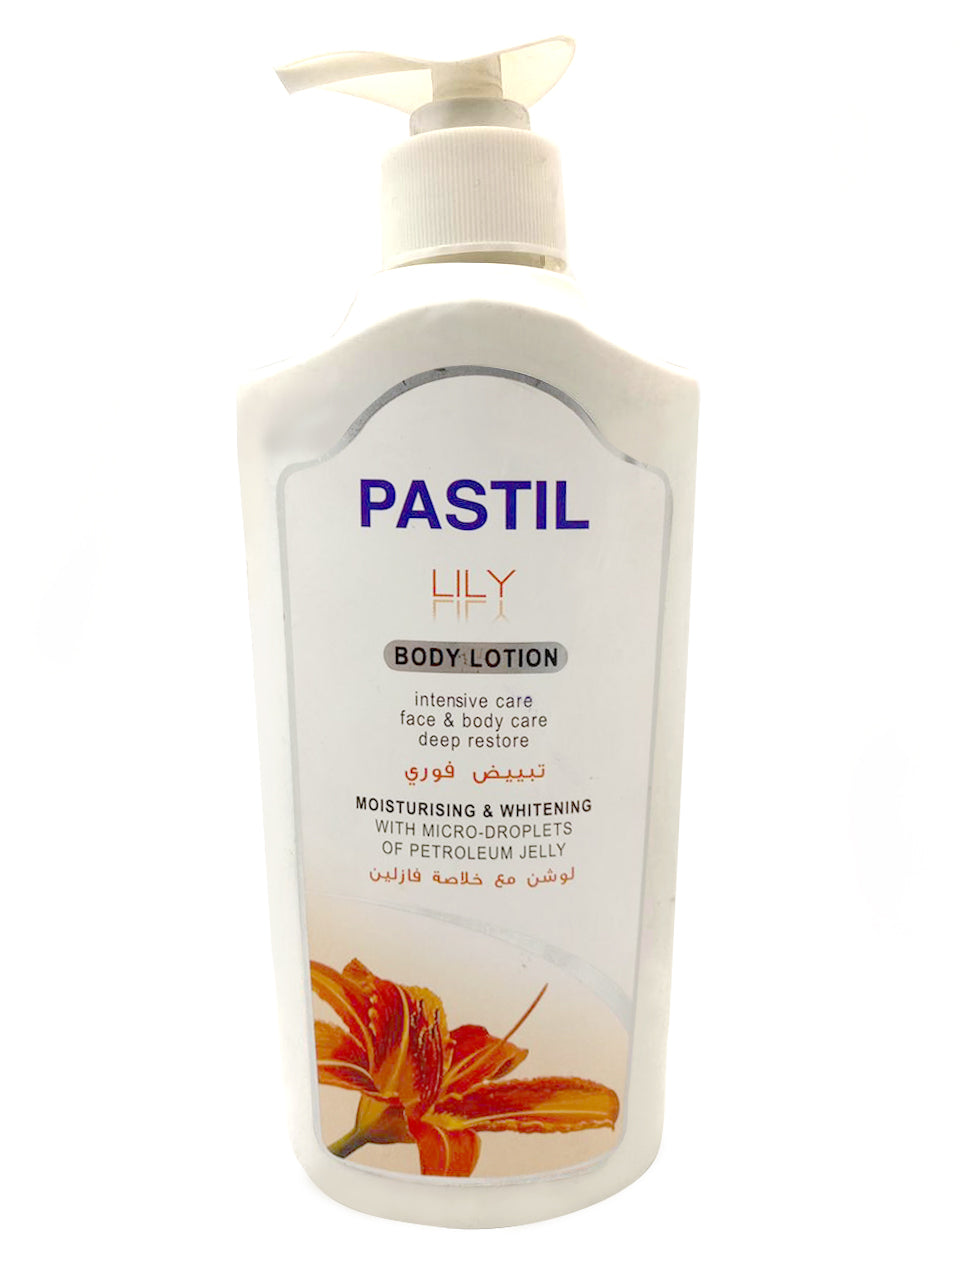 PASTIL
LILY
BODY LOTION
intensive care
face & body care
deep restore
تبييض فوري
MOISTURISING & WHITENING
WITH MICRO-DROPLETS
OF PETROLEUM JELLY
لوشن مع خلاصة فازلين